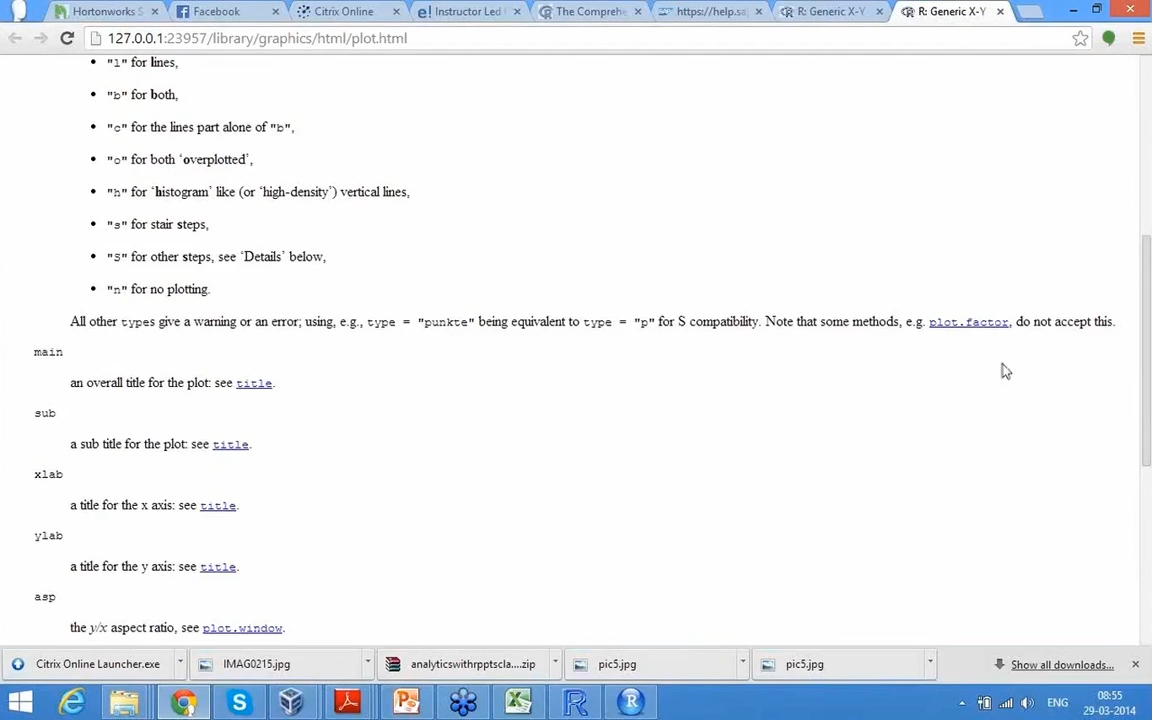 Hortonworks S
Facebook
Citrix Online
Instructor Led
The Comprehe
https://help.sa
R: Generic X-Y
R: Generic X-Y
127.0.0.1:23957/library/graphics/html/plot.html
• "l" for lines,
• "b" for both,
• "c" for the lines part alone of "b",
• "o" for both ‘overplotted’,
• "h" for ‘histogram’ like (or ‘high-density’) vertical lines,
• "s" for stair steps,
• "S" for other steps, see ‘Details’ below,
• "n" for no plotting.
All other types give a warning or an error; using, e.g., type = "punkte" being equivalent to type = "p" for S compatibility. Note that some methods, e.g. plot.factor, do not accept this.
main
an overall title for the plot: see title.
sub
a sub title for the plot: see title.
xlab
a title for the x axis: see title.
ylab
a title for the y axis: see title.
asp
the y/x aspect ratio, see plot.window.
Citrix Online Launcher.exe
IMAG0215.jpg
analyticswithrpptscla....zip
pic5.jpg
pic5.jpg
Show all downloads...
ENG
08:55
29-03-2014